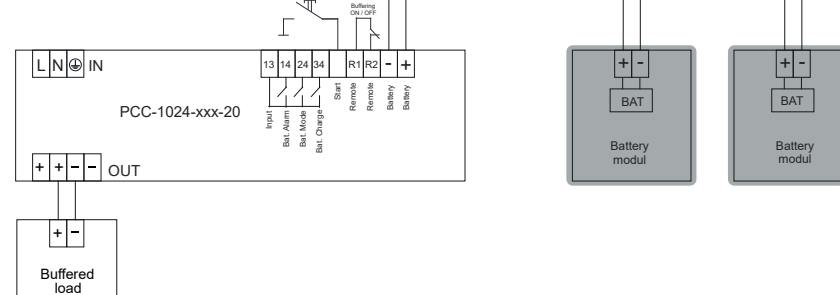 Buffering
ON / OFF
L N IN
13 14 24 34 R1 R2 - +
Input
Bat. Alarm
Bat. Mode
Bat. Charge
Start
Remote
Remote
Battery
Battery
PCC-1024-xxx-20
+ + - - OUT
+ -
Buffered
load
+ -
BAT
Battery
modul
+ -
BAT
Battery
modul